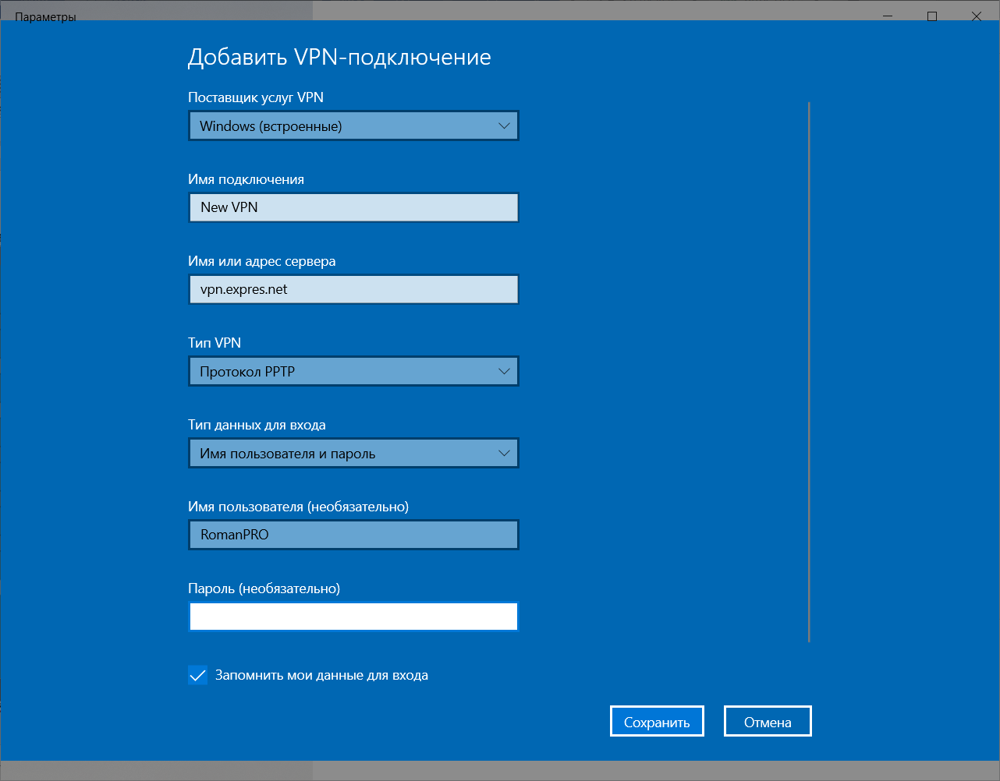 Параметры
Добавить VPN-подключение
Поставщик услуг VPN
Windows (встроенные)
Имя подключения
New VPN
Имя или адрес сервера
vpn.expres.net
Тип VPN
Протокол PPTP
Тип данных для входа
Имя пользователя и пароль
Имя пользователя (необязательно)
RomanPRO
Пароль (необязательно)
Запомнить мои данные для входа
Сохранить Отмена